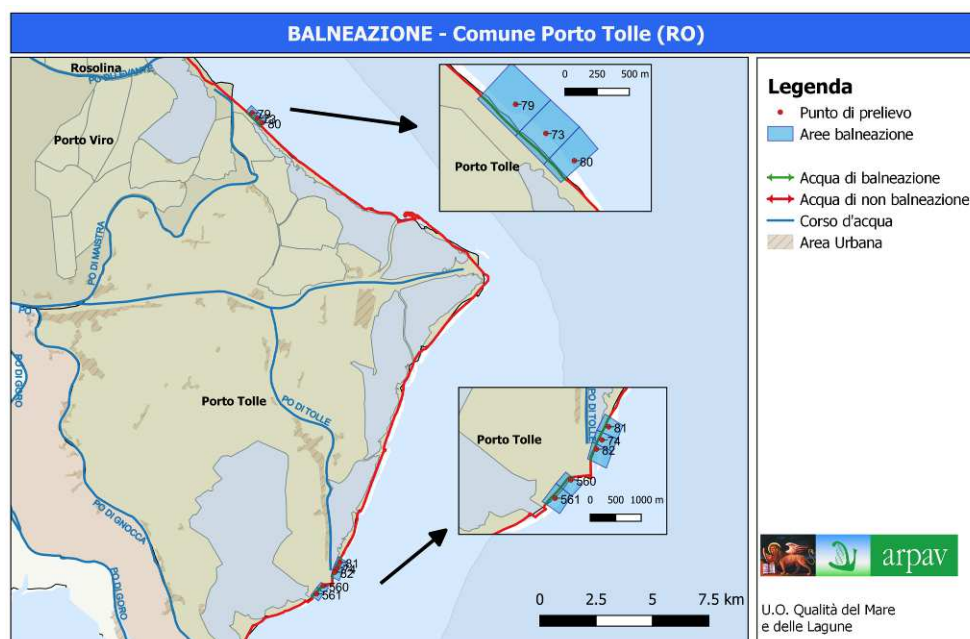 BALNEAZIONE - Comune Porto Tolle (RO)
Rosolina
PO DI LEVANTE
Porto Viro
79
73
80
PO DI MAISTRA
PO
PO DI GORO
Porto Tolle
PO DI TOLLE
PO DI GNOCCA
PO DI GORO
81
74
82
560
561
0 250 500 m
79
73
80
Porto Tolle
PO DI TOLLE
Porto Tolle
81
74
82
560
561
0 500 1000 m
0 2.5 5 7.5 km
Legenda
Punto di prelievo
Aree balneazione
Acqua di balneazione
Acqua di non balneazione
Corso d'acqua
Area Urbana
arpav
U.O. Qualità del Mare
e delle Lagune